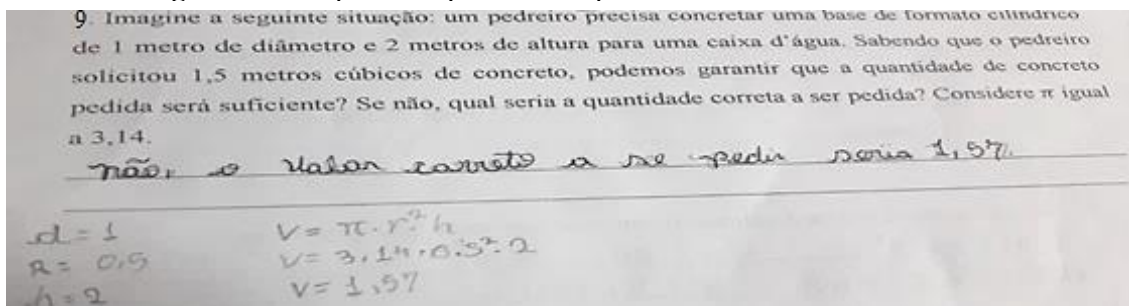 9. Imagine a seguinte situação: um pedreiro precisa concretar uma base de formato cilíndrico
de 1 metro de diâmetro e 2 metros de altura para uma caixa d'água. Sabendo que o pedreiro
solicitou 1,5 metros cúbicos de concreto, podemos garantir que a quantidade de concreto
pedida será suficiente? Se não, qual seria a quantidade correta a ser pedida? Considere π igual
a 3,14.
não, o valor correto a se pedir seria 1,57.
d = 1
R = 0,5
h = 2
V = π . r² . h
V = 3,14 . 0,5² . 2
V = 1,57